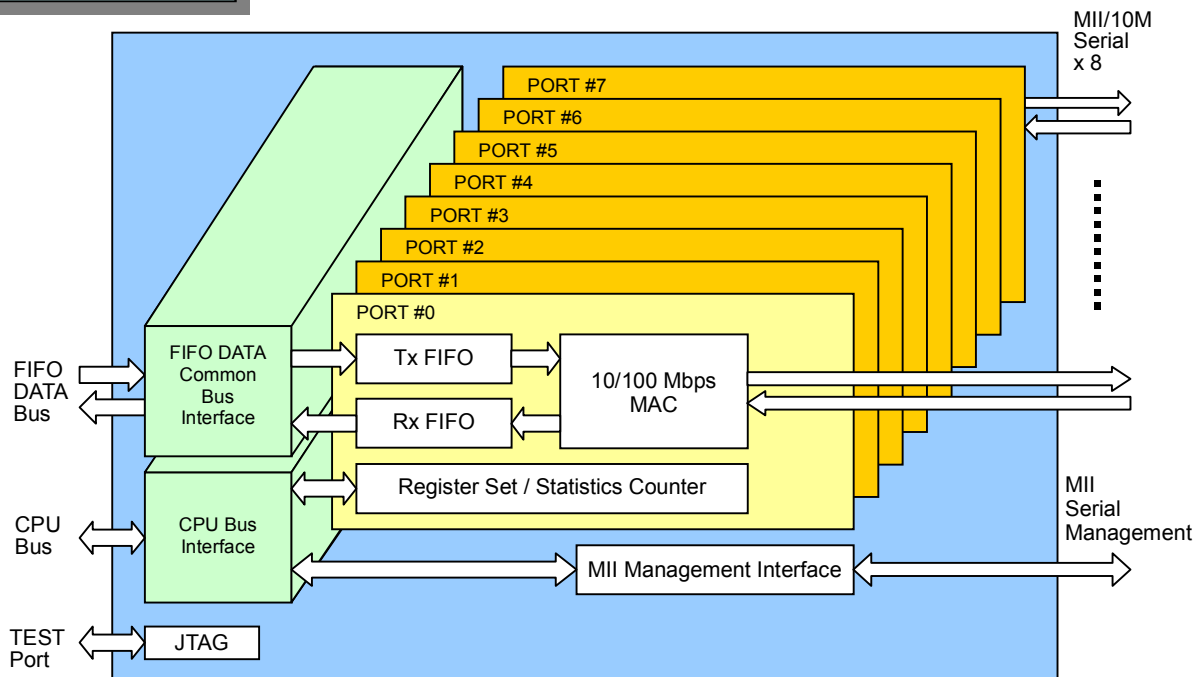 MII/10M
Serial
x 8
PORT #7
PORT #6
PORT #5
PORT #4
PORT #3
PORT #2
PORT #1
PORT #0
FIFO
DATA
Bus
FIFO DATA
Common
Bus
Interface
Tx FIFO
Rx FIFO
10/100 Mbps
MAC
Register Set / Statistics Counter
CPU
Bus
CPU Bus
Interface
MII Management Interface
MII
Serial
Management
TEST
Port
JTAG